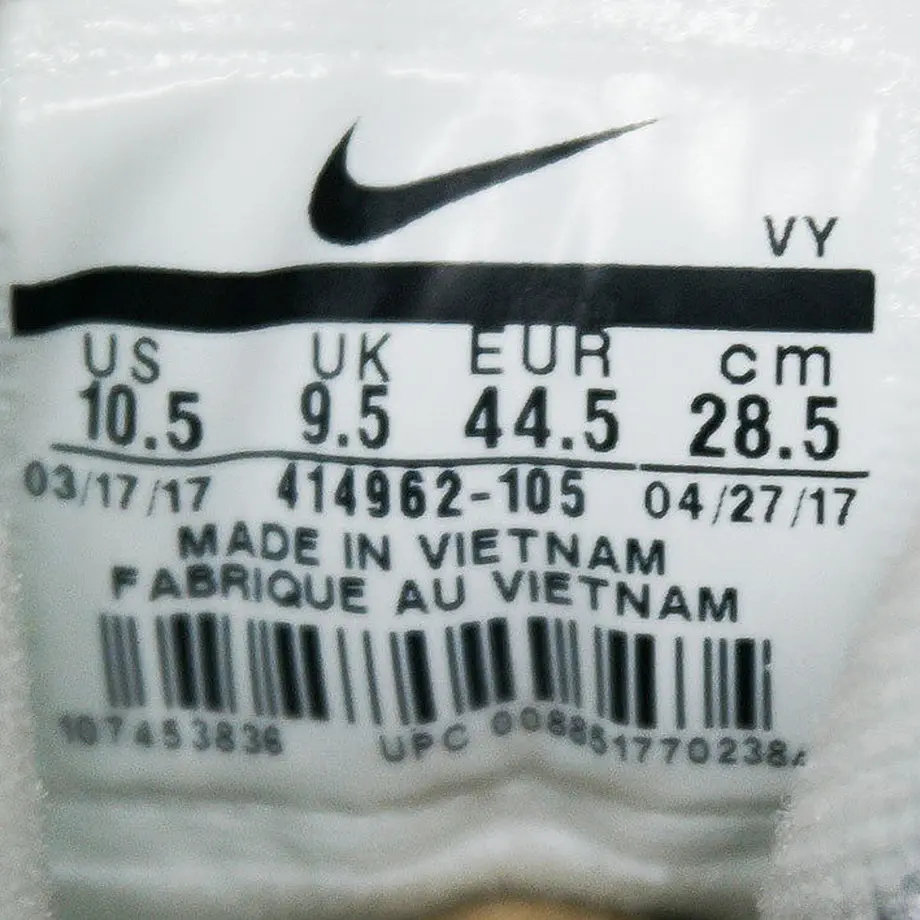 VY
US UK EUR cm
10.5 9.5 44.5 28.5
03/17/17 414962-105 04/27/17
MADE IN VIETNAM
FABRIQUE AU VIETNAM
107453836 UPC